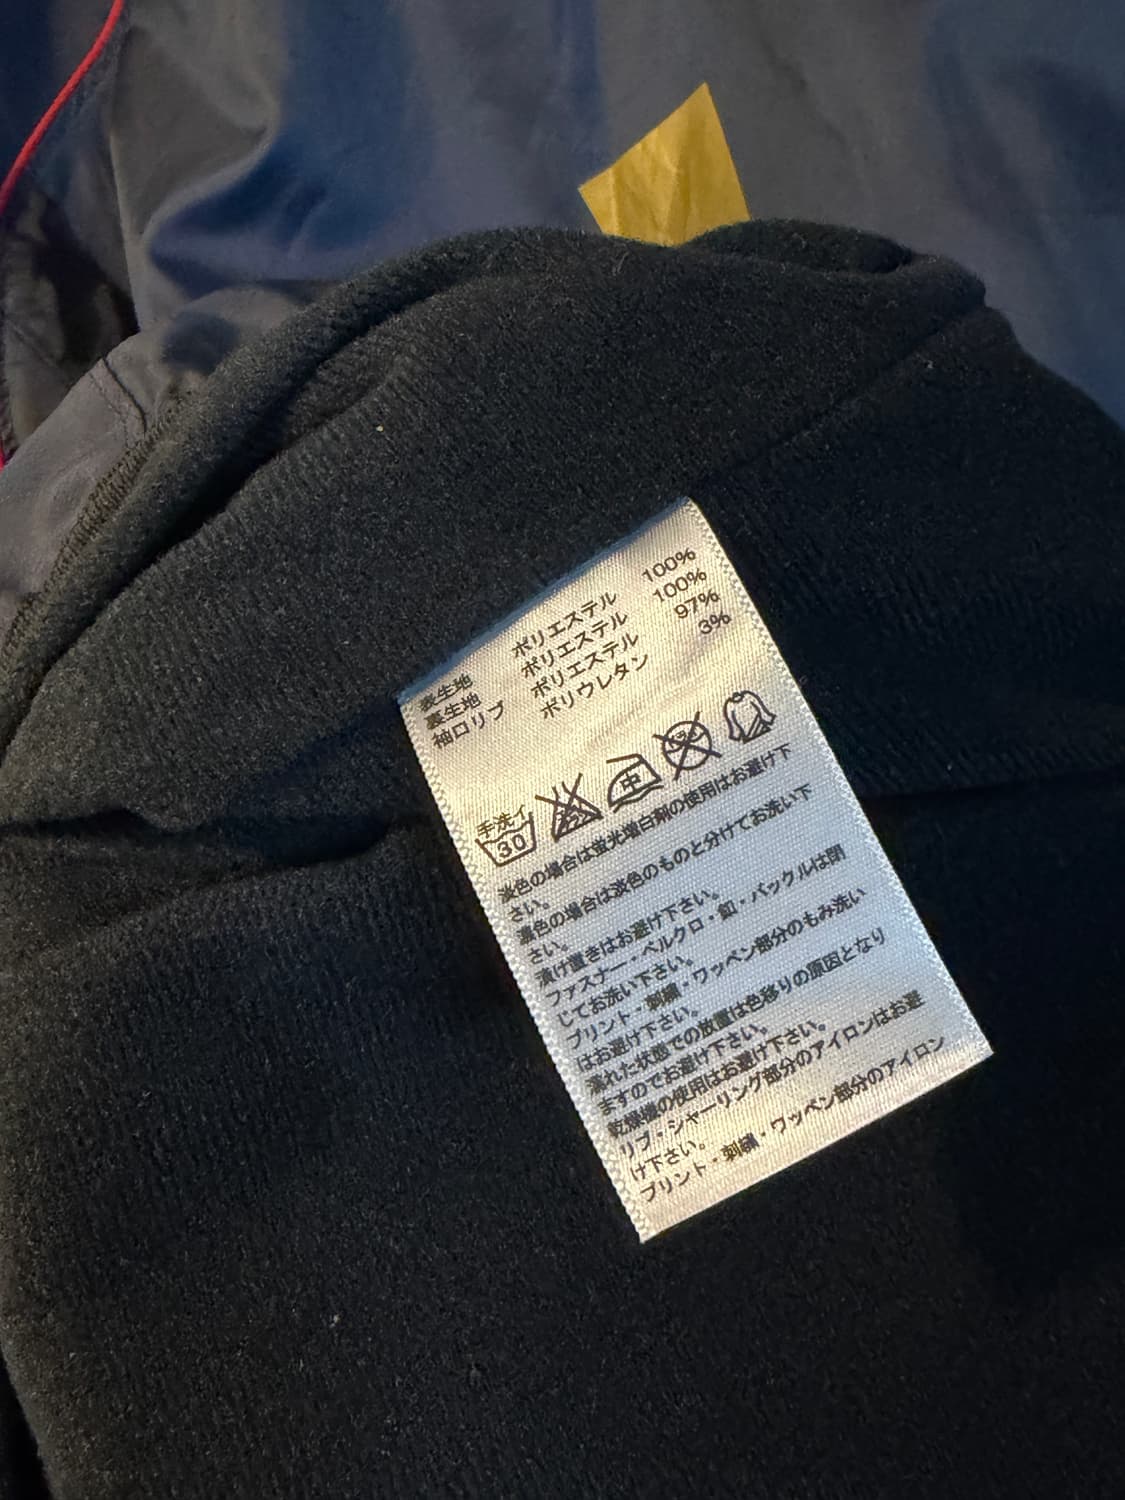 表生地 ポリエステル 100%
裏生地 ポリエステル 100%
袖口リブ ポリエステル 97%
ポリウレタン 3%
手洗イ
30
中
淡色の場合は蛍光増白剤の使用はお避け下
さい。
濃色の場合は淡色のものと分けてお洗い下
さい。
漬け置きはお避け下さい。
ファスナー・ベルクロ・釦・バックルは閉
じてお洗い下さい。
プリント・刺繍・ワッペン部分のもみ洗い
はお避け下さい。
濡れた状態での放置は色移りの原因となり
ますのでお避け下さい。
乾燥機の使用はお避け下さい。
リブ・シャーリング部分のアイロンはお避
け下さい。
プリント・刺繍・ワッペン部分のアイロン